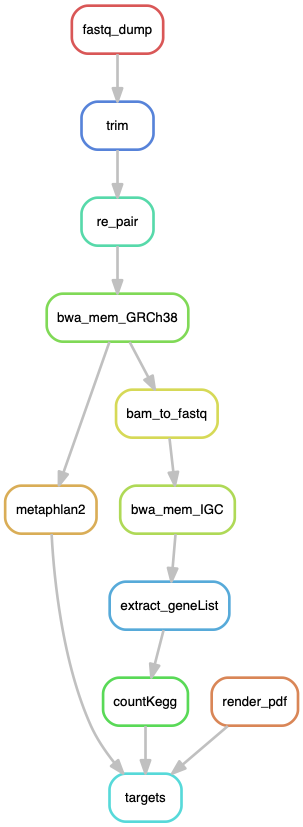 fastq_dump
trim
re_pair
bwa_mem_GRCh38
bam_to_fastq
metaphlan2
bwa_mem_IGC
extract_geneList
countKegg
render_pdf
targets